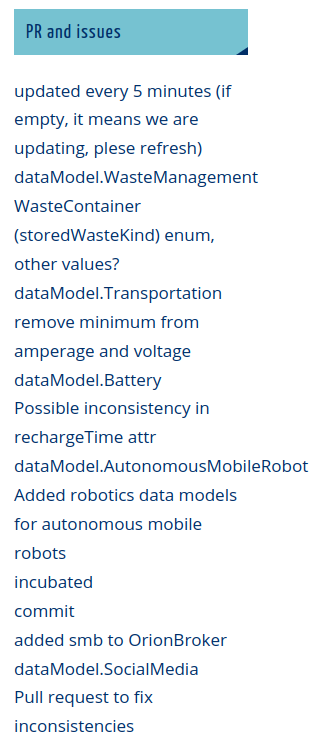 PR and issues
updated every 5 minutes (if
empty, it means we are
updating, plese refresh)
dataModel.WasteManagement
WasteContainer
(storedWasteKind) enum,
other values?
dataModel.Transportation
remove minimum from
amperage and voltage
dataModel.Battery
Possible inconsistency in
rechargeTime attr
dataModel.AutonomousMobileRobot
Added robotics data models
for autonomous mobile
robots
incubated
commit
added smb to OrionBroker
dataModel.SocialMedia
Pull request to fix
inconsistencies